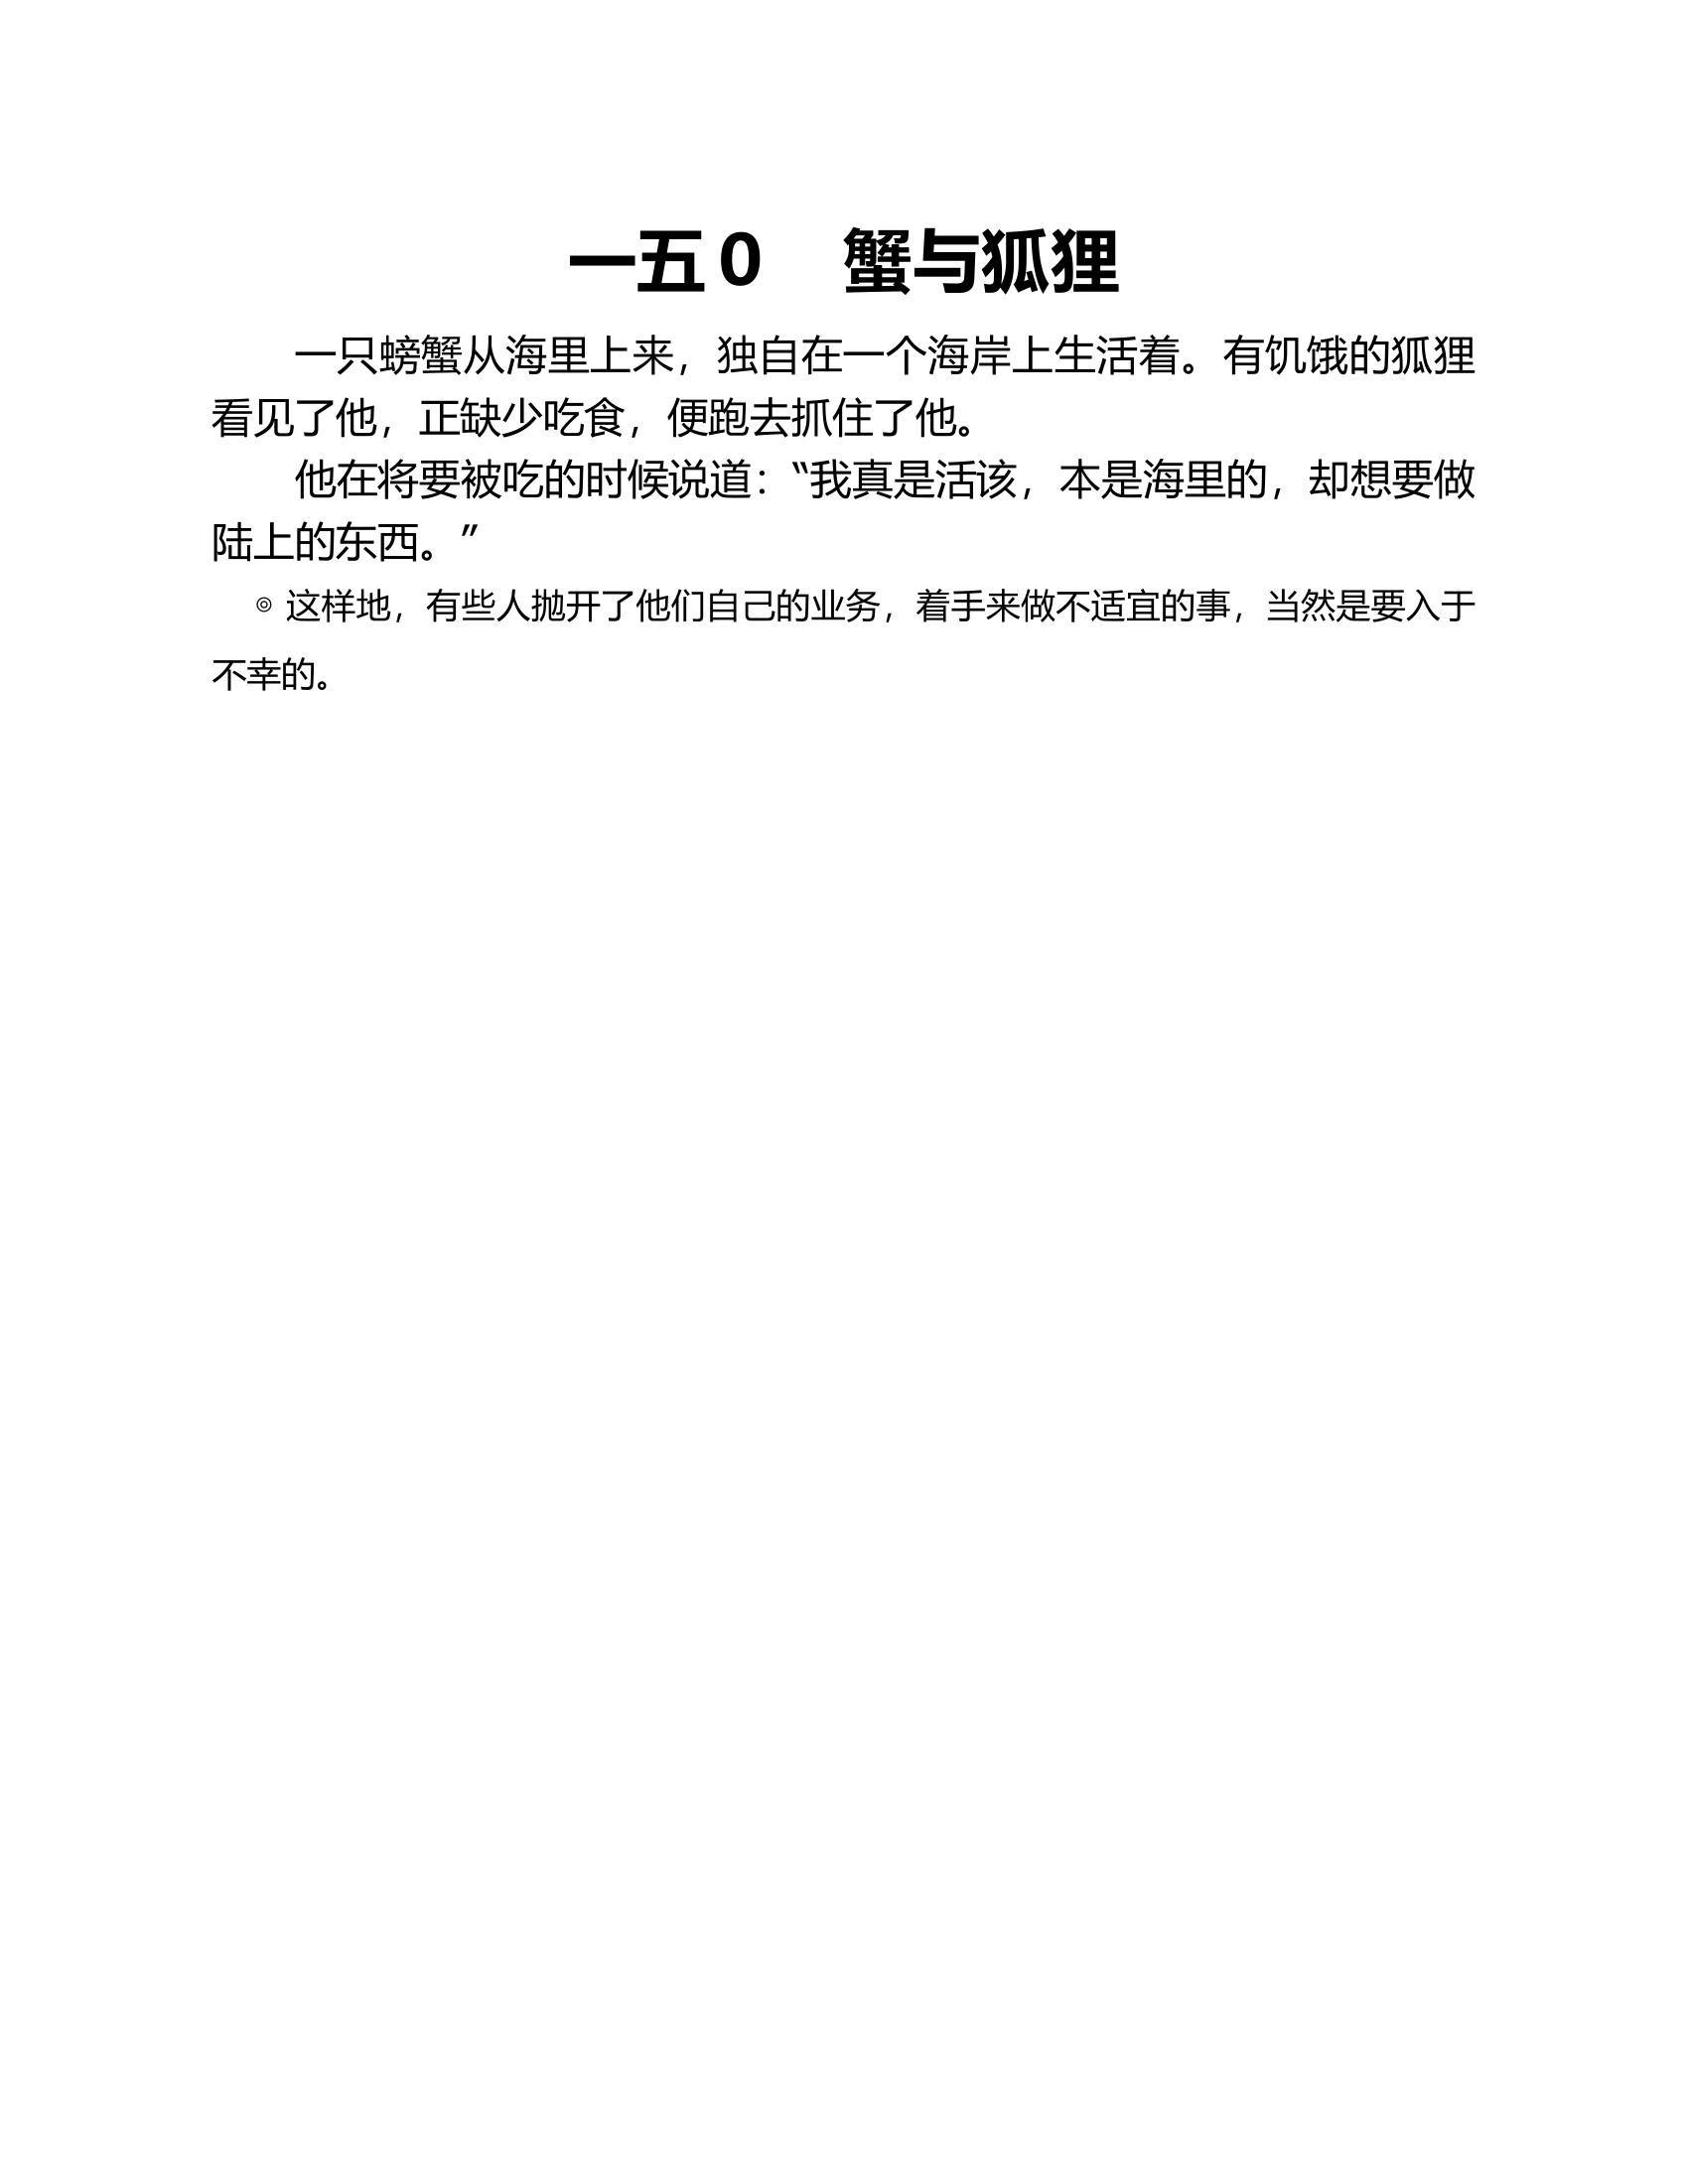 一五0　蟹与狐狸
一只螃蟹从海里上来，独自在一个海岸上生活着。有饥饿的狐狸
看见了他，正缺少吃食，便跑去抓住了他。
他在将要被吃的时候说道：“我真是活该，本是海里的，却想要做
陆上的东西。”
◎ 这样地，有些人抛开了他们自己的业务，着手来做不适宜的事，当然是要入于
不幸的。